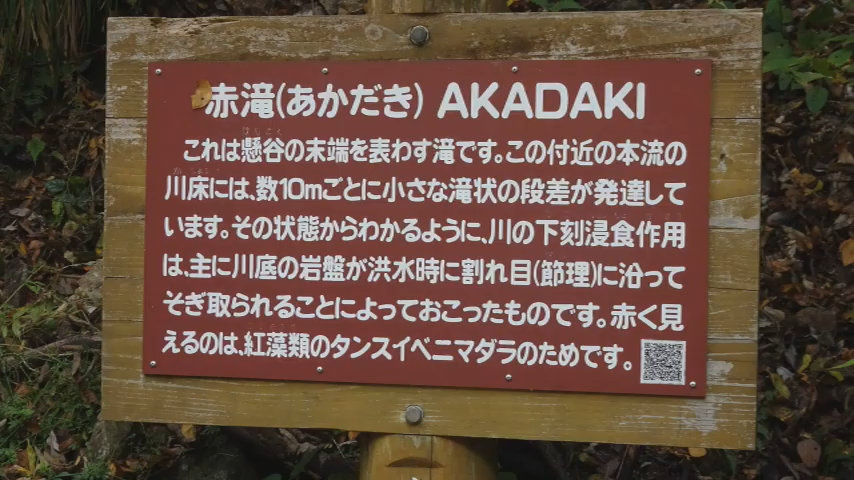 赤滝(あかだき) AKADAKI
これは懸谷の末端を表わす滝です。この付近の本流の
川床には、数10mごとに小さな滝状の段差が発達して
います。その状態からわかるように、川の下刻浸食作用
は、主に川底の岩盤が洪水時に割れ目(節理)に沿って
そぎ取られることによっておこったものです。赤く見
えるのは、紅藻類のタンスイベニマダラのためです。